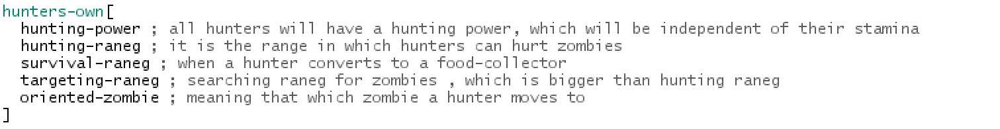 hunters-own[
hunting-power ; all hunters will have a hunting power, which will be independent of their stamina
hunting-raneg ; it is the range in which hunters can hurt zombies
survival-raneg ; when a hunter converts to a food-collector
targeting-raneg ; searching raneg for zombies , which is bigger than hunting raneg
oriented-zombie ; meaning that which zombie a hunter moves to
]